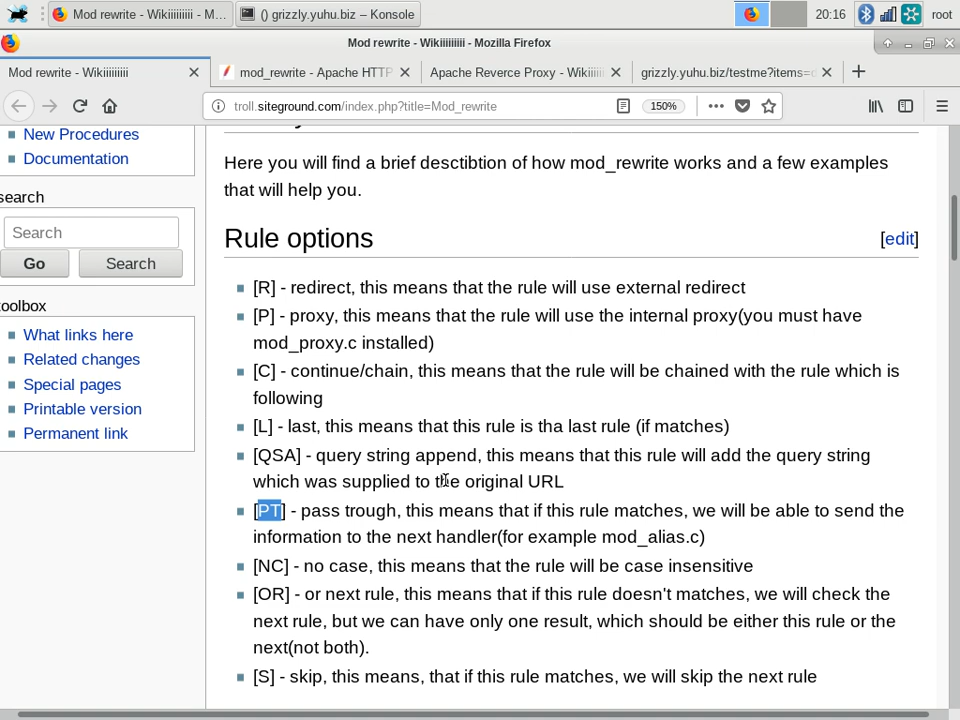 Mod rewrite - Wikiiiiiiiii - M...
() grizzly.yuhu.biz – Konsole
20:16
root
Mod rewrite - Wikiiiiiiiii - Mozilla Firefox
Mod rewrite - Wikiiiiiiiii
mod_rewrite - Apache HTTP
Apache Reverce Proxy - Wikiiiii
grizzly.yuhu.biz/testme?items=
troll.siteground.com/index.php?title=Mod_rewrite
150%
New Procedures
Documentation
search
Search
Go
Search
toolbox
What links here
Related changes
Special pages
Printable version
Permanent link
Here you will find a brief desctibtion of how mod_rewrite works and a few examples
that will help you.
Rule options
[edit]
[R] - redirect, this means that the rule will use external redirect
[P] - proxy, this means that the rule will use the internal proxy(you must have
mod_proxy.c installed)
[C] - continue/chain, this means that the rule will be chained with the rule which is
following
[L] - last, this means that this rule is tha last rule (if matches)
[QSA] - query string append, this means that this rule will add the query string
which was supplied to the original URL
[PT] - pass trough, this means that if this rule matches, we will be able to send the
information to the next handler(for example mod_alias.c)
[NC] - no case, this means that the rule will be case insensitive
[OR] - or next rule, this means that if this rule doesn't matches, we will check the
next rule, but we can have only one result, which should be either this rule or the
next(not both).
[S] - skip, this means, that if this rule matches, we will skip the next rule